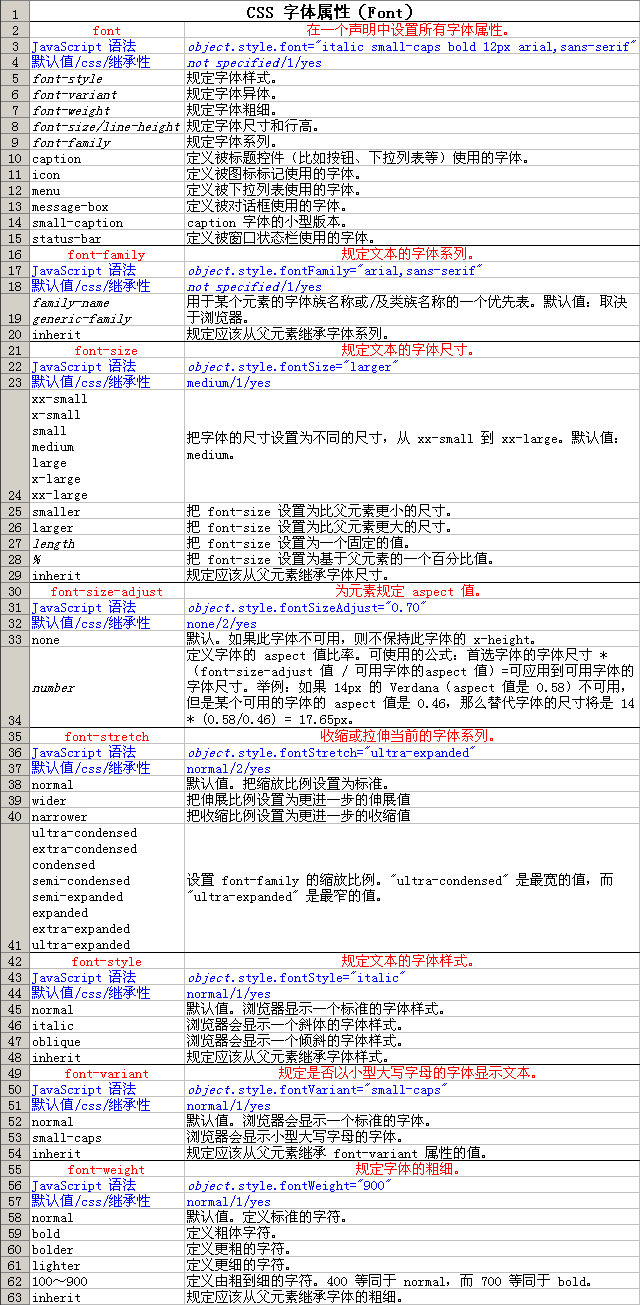 1 CSS 字体属性（Font）
2 font 在一个声明中设置所有字体属性。
3 JavaScript 语法 object.style.font="italic small-caps bold 12px arial,sans-serif"
4 默认值/css/继承性 not specified/1/yes
5 font-style 规定字体样式。
6 font-variant 规定字体异体。
7 font-weight 规定字体粗细。
8 font-size/line-height 规定字体尺寸和行高。
9 font-family 规定字体系列。
10 caption 定义被标题控件（比如按钮、下拉列表等）使用的字体。
11 icon 定义被图标标记使用的字体。
12 menu 定义被下拉列表使用的字体。
13 message-box 定义被对话框使用的字体。
14 small-caption caption 字体的小型版本。
15 status-bar 定义被窗口状态栏使用的字体。
16 font-family 规定文本的字体系列。
17 JavaScript 语法 object.style.fontFamily="arial,sans-serif"
18 默认值/css/继承性 not specified/1/yes
family-name 用于某个元素的字体族名称或/及类族名称的一个优先表。默认值：取决
19 generic-family 于浏览器。
20 inherit 规定应该从父元素继承字体系列。
21 font-size 规定文本的字体尺寸。
22 JavaScript 语法 object.style.fontSize="larger"
23 默认值/css/继承性 medium/1/yes
xx-small
x-small
small
medium
large
x-large
24 xx-large
把字体的尺寸设置为不同的尺寸，从 xx-small 到 xx-large。默认值：
medium。
25 smaller 把 font-size 设置为比父元素更小的尺寸。
26 larger 把 font-size 设置为比父元素更大的尺寸。
27 length 把 font-size 设置为一个固定的值。
28 % 把 font-size 设置为基于父元素的一个百分比值。
29 inherit 规定应该从父元素继承字体尺寸。
30 font-size-adjust 为元素规定 aspect 值。
31 JavaScript 语法 object.style.fontSizeAdjust="0.70"
32 默认值/css/继承性 none/2/yes
33 none 默认。如果此字体不可用，则不保持此字体的 x-height。
34 number
定义字体的 aspect 值比率。可使用的公式：首选字体的字体尺寸 *
（font-size-adjust 值 / 可用字体的aspect 值）=可应用到可用字体的
字体尺寸。举例：如果 14px 的 Verdana（aspect 值是 0.58）不可用，
但是某个可用的字体的 aspect 值是 0.46，那么替代字体的尺寸将是 14
* (0.58/0.46) = 17.65px。
35 font-stretch 收缩或拉伸当前的字体系列。
36 JavaScript 语法 object.style.fontStretch="ultra-expanded"
37 默认值/css/继承性 normal/2/yes
38 normal 默认值。把缩放比例设置为标准。
39 wider 把伸展比例设置为更进一步的伸展值
40 narrower 把收缩比例设置为更进一步的收缩值
ultra-condensed
extra-condensed
condensed
semi-condensed
semi-expanded
expanded
extra-expanded
41 ultra-expanded
设置 font-family 的缩放比例。"ultra-condensed" 是最宽的值，而
"ultra-expanded" 是最窄的值。
42 font-style 规定文本的字体样式。
43 JavaScript 语法 object.style.fontStyle="italic"
44 默认值/css/继承性 normal/1/yes
45 normal 默认值。浏览器显示一个标准的字体样式。
46 italic 浏览器会显示一个斜体的字体样式。
47 oblique 浏览器会显示一个倾斜的字体样式。
48 inherit 规定应该从父元素继承字体样式。
49 font-variant 规定是否以小型大写字母的字体显示文本。
50 JavaScript 语法 object.style.fontVariant="small-caps"
51 默认值/css/继承性 normal/1/yes
52 normal 默认值。浏览器会显示一个标准的字体。
53 small-caps 浏览器会显示小型大写字母的字体。
54 inherit 规定应该从父元素继承 font-variant 属性的值。
55 font-weight 规定字体的粗细。
56 JavaScript 语法 object.style.fontWeight="900"
57 默认值/css/继承性 normal/1/yes
58 normal 默认值。定义标准的字符。
59 bold 定义粗体字符。
60 bolder 定义更粗的字符。
61 lighter 定义更细的字符。
62 100～900 定义由粗到细的字符。400 等同于 normal，而 700 等同于 bold。
63 inherit 规定应该从父元素继承字体的粗细。